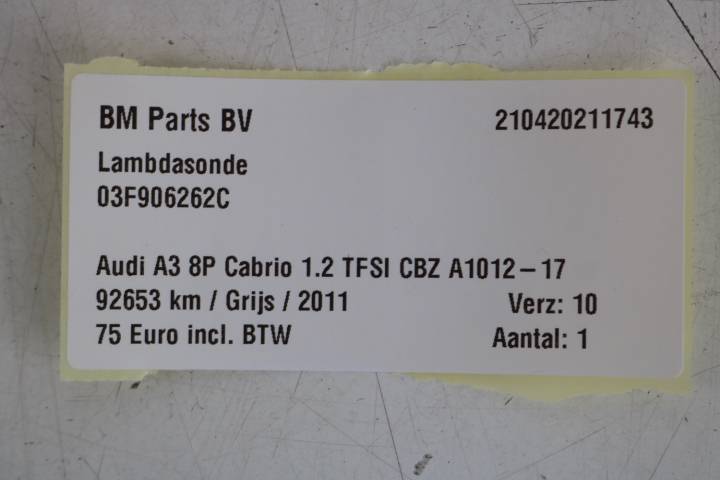 BM Parts BV 210420211743
Lambdasonde
03F906262C
Audi A3 8P Cabrio 1.2 TFSI CBZ A1012-17
92653 km / Grijs / 2011 Verz: 10
75 Euro incl. BTW Aantal: 1